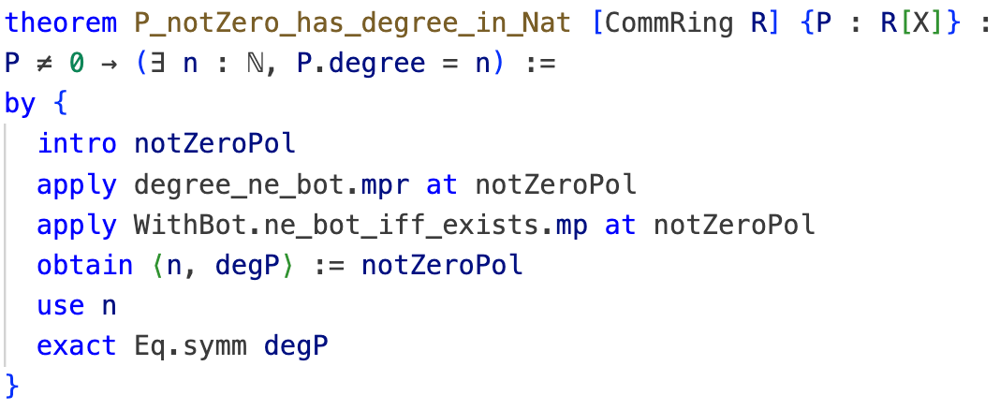 theorem P_notZero_has_degree_in_Nat [CommRing R] {P : R[X]} :
P ≠ 0 → (∃ n : ℕ, P.degree = n) :=
by {
  intro notZeroPol
  apply degree_ne_bot.mpr at notZeroPol
  apply WithBot.ne_bot_iff_exists.mp at notZeroPol
  obtain ⟨n, degP⟩ := notZeroPol
  use n
  exact Eq.symm degP
}